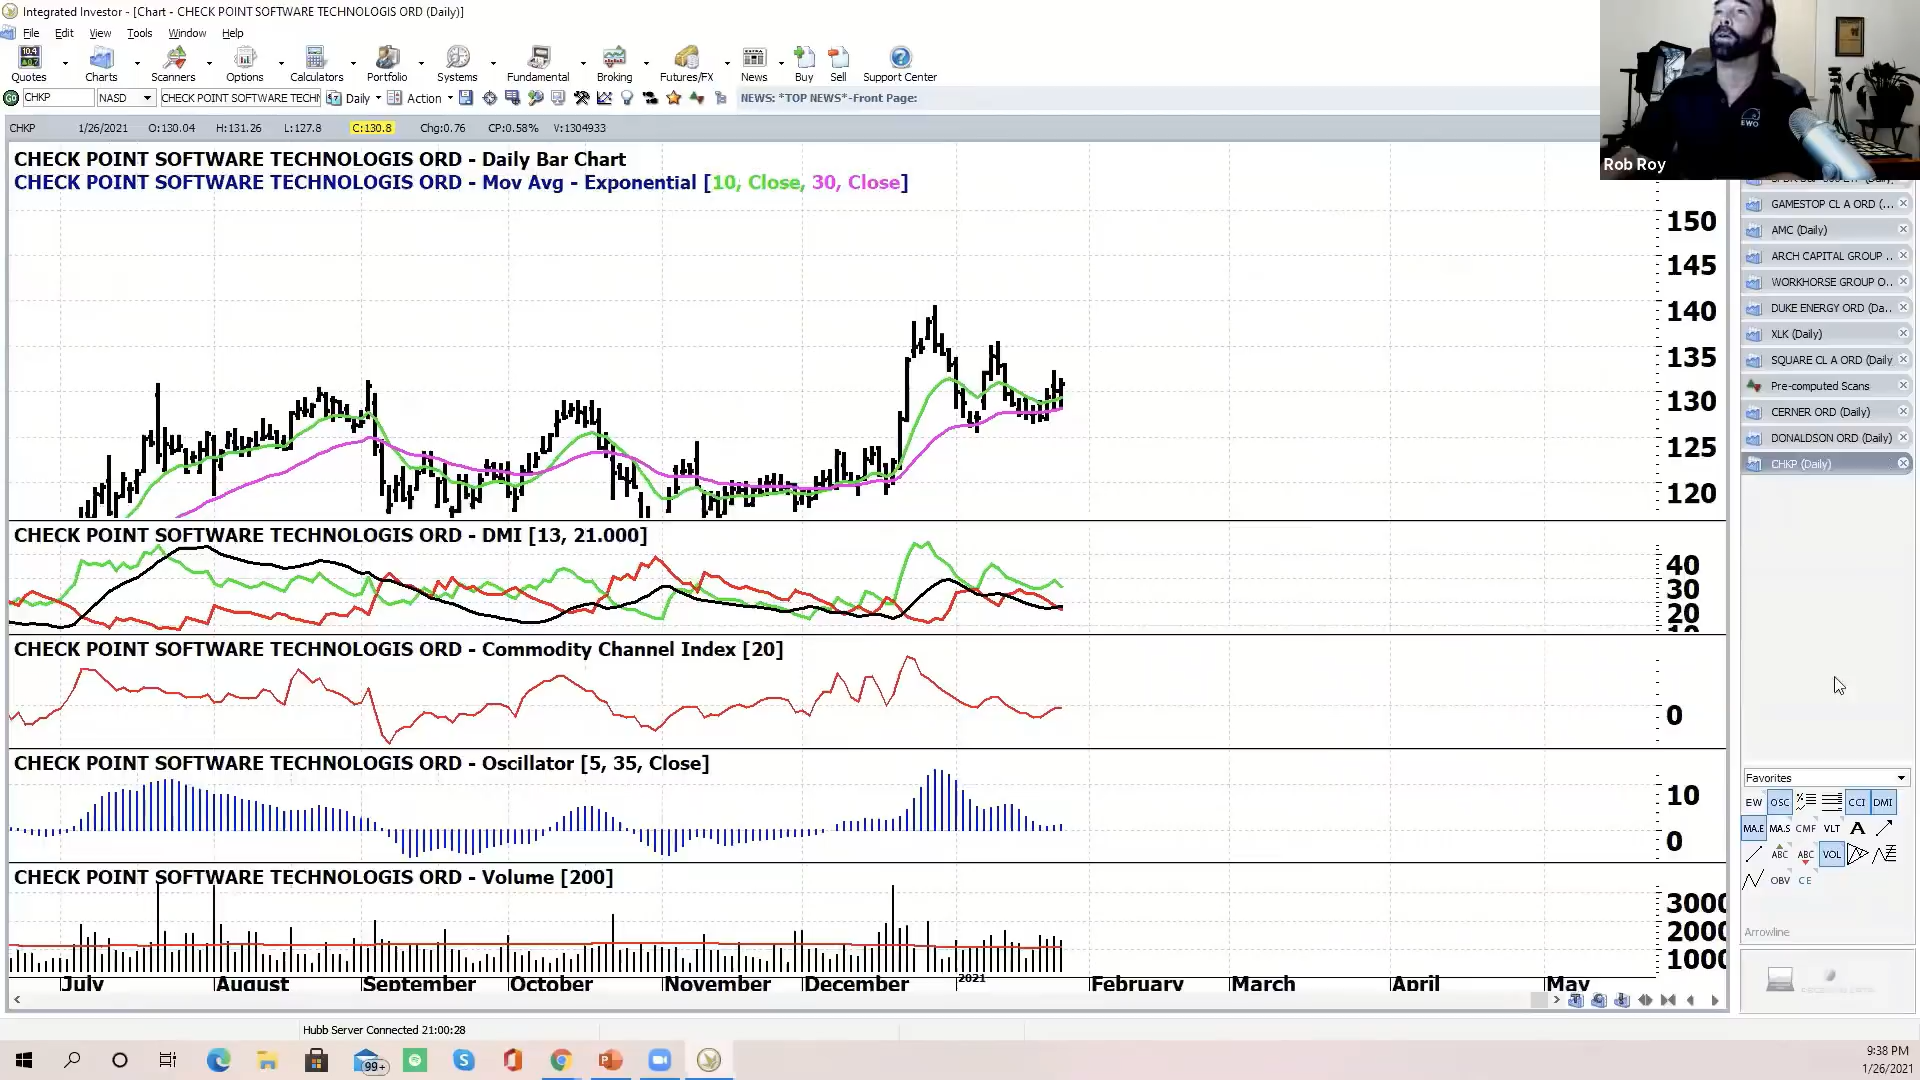 Integrated Investor - [Chart - CHECK POINT SOFTWARE TECHNOLOGIS ORD (Daily)]
File Edit View Tools Window Help
10.4
EXTRA
Quotes Charts Scanners Options Calculators Portfolio Systems Fundamental Broking Futures/FX News Buy Sell Support Center
GO CHKP NASD CHECK POINT SOFTWARE TECHN Daily Action NEWS: *TOP NEWS*-Front Page:
CHKP 1/26/2021 O:130.04 H:131.26 L:127.8 C:130.8 Chg:0.76 CP:0.58% V:1304933
EWO
Rob Roy
CHECK POINT SOFTWARE TECHNOLOGIS ORD - Daily Bar Chart
CHECK POINT SOFTWARE TECHNOLOGIS ORD - Mov Avg - Exponential [10, Close, 30, Close]
150
145
140
135
130
125
120
CHECK POINT SOFTWARE TECHNOLOGIS ORD - DMI [13, 21.000]
40
30
20
10
CHECK POINT SOFTWARE TECHNOLOGIS ORD - Commodity Channel Index [20]
0
CHECK POINT SOFTWARE TECHNOLOGIS ORD - Oscillator [5, 35, Close]
10
0
CHECK POINT SOFTWARE TECHNOLOGIS ORD - Volume [200]
3000
2000
1000
July August September October November December 2021 February March April May
GAMESTOP CL A ORD (...
AMC (Daily)
ARCH CAPITAL GROUP ..
WORKHORSE GROUP O..
DUKE ENERGY ORD (Da..
XLK (Daily)
SQUARE CL A ORD (Daily
Pre-computed Scans
CERNER ORD (Daily)
DONALDSON ORD (Daily)
CHKP (Daily)
Favorites
EW OSC CCI DMI
MA.E MA.S CMF VLT A
ABC ABC VOL
OBV CE
Arrowline
Hubb Server Connected 21:00:28
99+
9:38 PM
1/26/2021